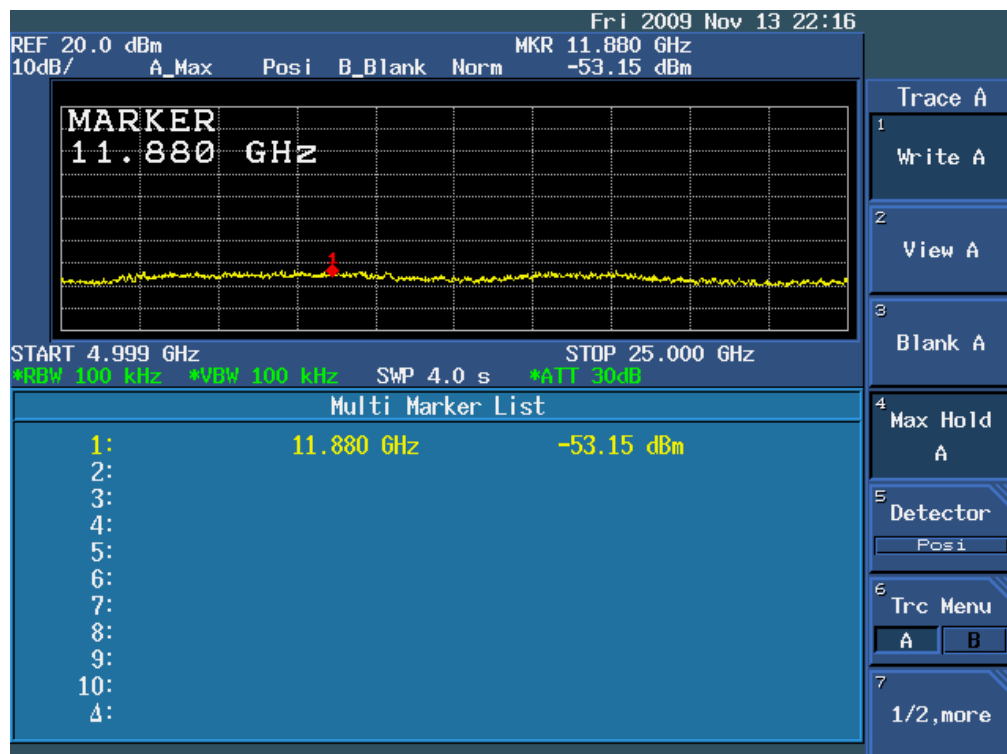 Fri 2009 Nov 13 22:16
REF 20.0 dBm MKR 11.880 GHz
10dB/ A_Max Posi B_Blank Norm -53.15 dBm
MARKER
11.880 GHz
1
START 4.999 GHz STOP 25.000 GHz
*RBW 100 kHz *VBW 100 kHz SWP 4.0 s *ATT 30dB
Multi Marker List
1: 11.880 GHz -53.15 dBm
2:
3:
4:
5:
6:
7:
8:
9:
10:
Δ:
Trace A
1
Write A
2
View A
3
Blank A
4
Max Hold
A
5
Detector
Posi
6
Trc Menu
A B
7
1/2,more